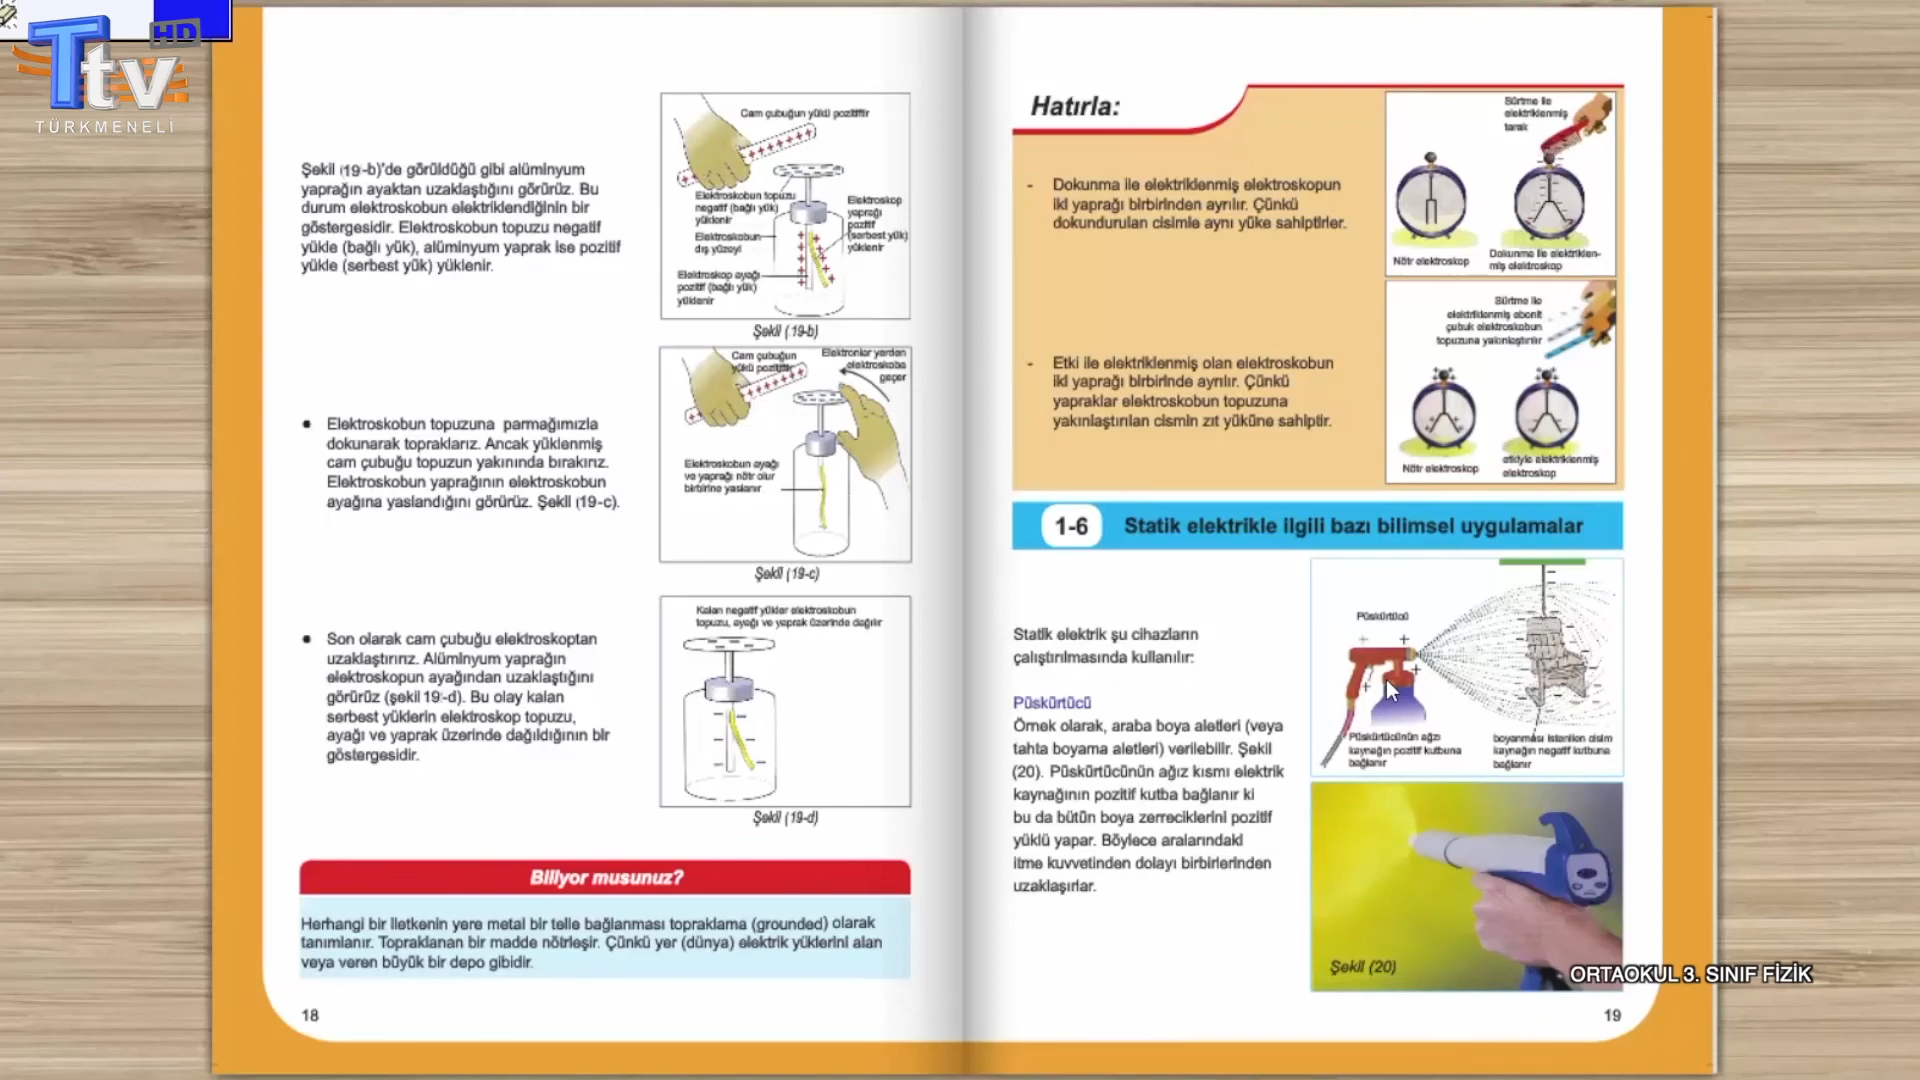 HD
Ttv
TÜRKMENELİ
Şekil (19-b)'de görüldüğü gibi alüminyum
yaprağın ayaktan uzaklaştığını görürüz. Bu
durum elektroskobun elektriklendiğinin bir
göstergesidir. Elektroskobun topuzu negatif
yükle (bağlı yük), alüminyum yaprak ise pozitif
yükle (serbest yük) yüklenir.
Cam çubuğun yükü pozitiftir
Elektroskobun topuzu
negatif (bağlı yük)
yüklenir
Elektroskobun
dış yüzeyi
Elektroskop ayağı
pozitif (bağlı yük)
yüklenir
Elektroskop
yaprağı
pozitif
(serbest yük)
yüklenir
Şekil (19-b)
• Elektroskobun topuzuna parmağımızla
dokunarak topraklarız. Ancak yüklenmiş
cam çubuğu topuzun yakınında bırakırız.
Elektroskobun yaprağının elektroskobun
ayağına yaslandığını görürüz. Şekil (19-c).
Cam çubuğun
yükü pozitiftir
Elektronlar yerden
elektroskoba
geçer
Elektroskobun ayağı
ve yaprağı nötr olur
birbirine yaslanır
Şekil (19-c)
• Son olarak cam çubuğu elektroskoptan
uzaklaştırırız. Alüminyum yaprağın
elektroskopun ayağından uzaklaştığını
görürüz (şekil 19-d). Bu olay kalan
serbest yüklerin elektroskop topuzu,
ayağı ve yaprak üzerinde dağıldığının bir
göstergesidir.
Kalan negatif yükler elektroskobun
topuzu, ayağı ve yaprak üzerinde dağılır
Şekil (19-d)
Biliyor musunuz?
Herhangi bir iletkenin yere metal bir telle bağlanması topraklama (grounded) olarak
tanımlanır. Topraklanan bir madde nötrleşir. Çünkü yer (dünya) elektrik yüklerini alan
veya veren büyük bir depo gibidir.
18
Hatırla:
- Dokunma ile elektriklenmiş elektroskopun
iki yaprağı birbirinden ayrılır. Çünkü
dokundurulan cisimle aynı yüke sahiptirler.
Sürtme ile
elektriklenmiş
tarak
Nötr elektroskop
Dokunma ile elektriklen-
miş elektroskop
- Etki ile elektriklenmiş olan elektroskobun
iki yaprağı birbirinde ayrılır. Çünkü
yapraklar elektroskobun topuzuna
yakınlaştırılan cismin zıt yüküne sahiptir.
Sürtme ile
elektriklenmiş ebonit
çubuk elektroskobun
topuzuna yakınlaştırılır
Nötr elektroskop
etkiyle elektriklenmiş
elektroskop
1-6 Statik elektrikle ilgili bazı bilimsel uygulamalar
Statik elektrik şu cihazların
çalıştırılmasında kullanılır:
Püskürtücü
Örnek olarak, araba boya aletleri (veya
tahta boyama aletleri) verilebilir. Şekil
(20). Püskürtücünün ağız kısmı elektrik
kaynağının pozitif kutba bağlanır ki
bu da bütün boya zerreciklerini pozitif
yüklü yapar. Böylece aralarındaki
itme kuvvetinden dolayı birbirlerinden
uzaklaşırlar.
Püskürtücü
Püskürtücünün ağzı
kaynağın pozitif kutbuna
bağlanır
boyanması istenilen cisim
kaynağın negatif kutbuna
bağlanır
Şekil (20)
ORTAOKUL 3. SINIF FİZİK
19